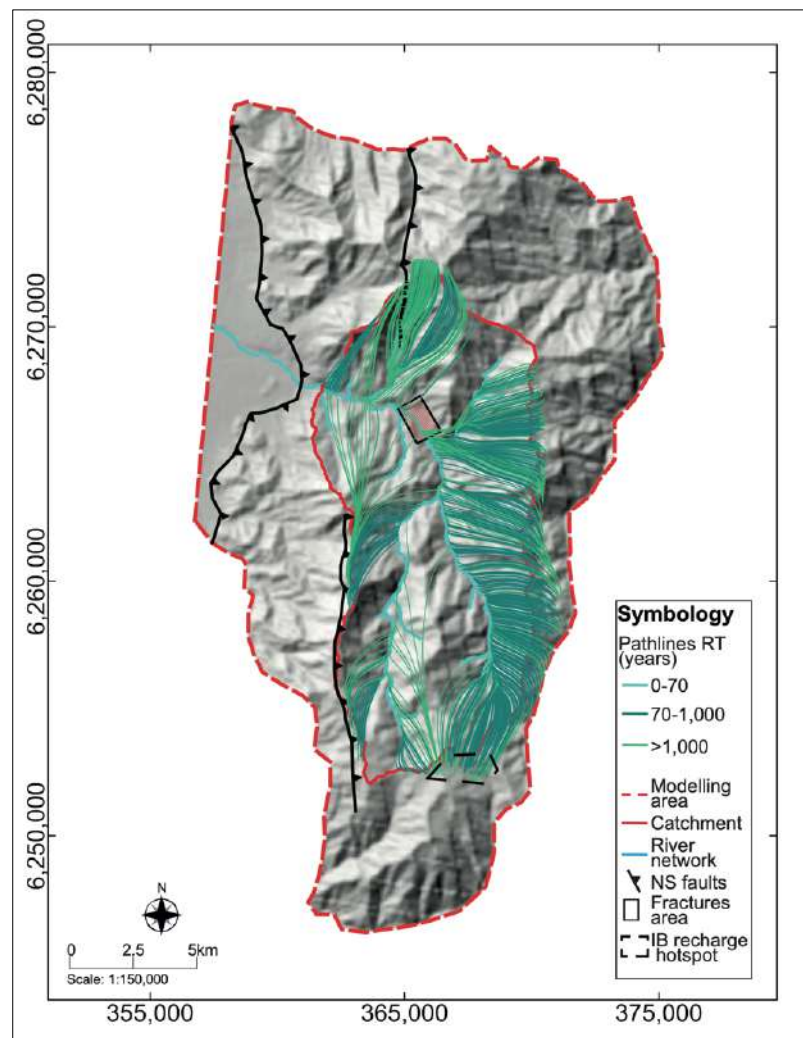 6,280,000
6,270,000
6,260,000
6,250,000
355,000
365,000
375,000
N
0 2.5 5km
Scale: 1:150,000
Symbology
Pathlines RT
(years)
0-70
70-1,000
>1,000
Modelling
area
Catchment
River
network
NS faults
Fractures
area
IB recharge
hotspot